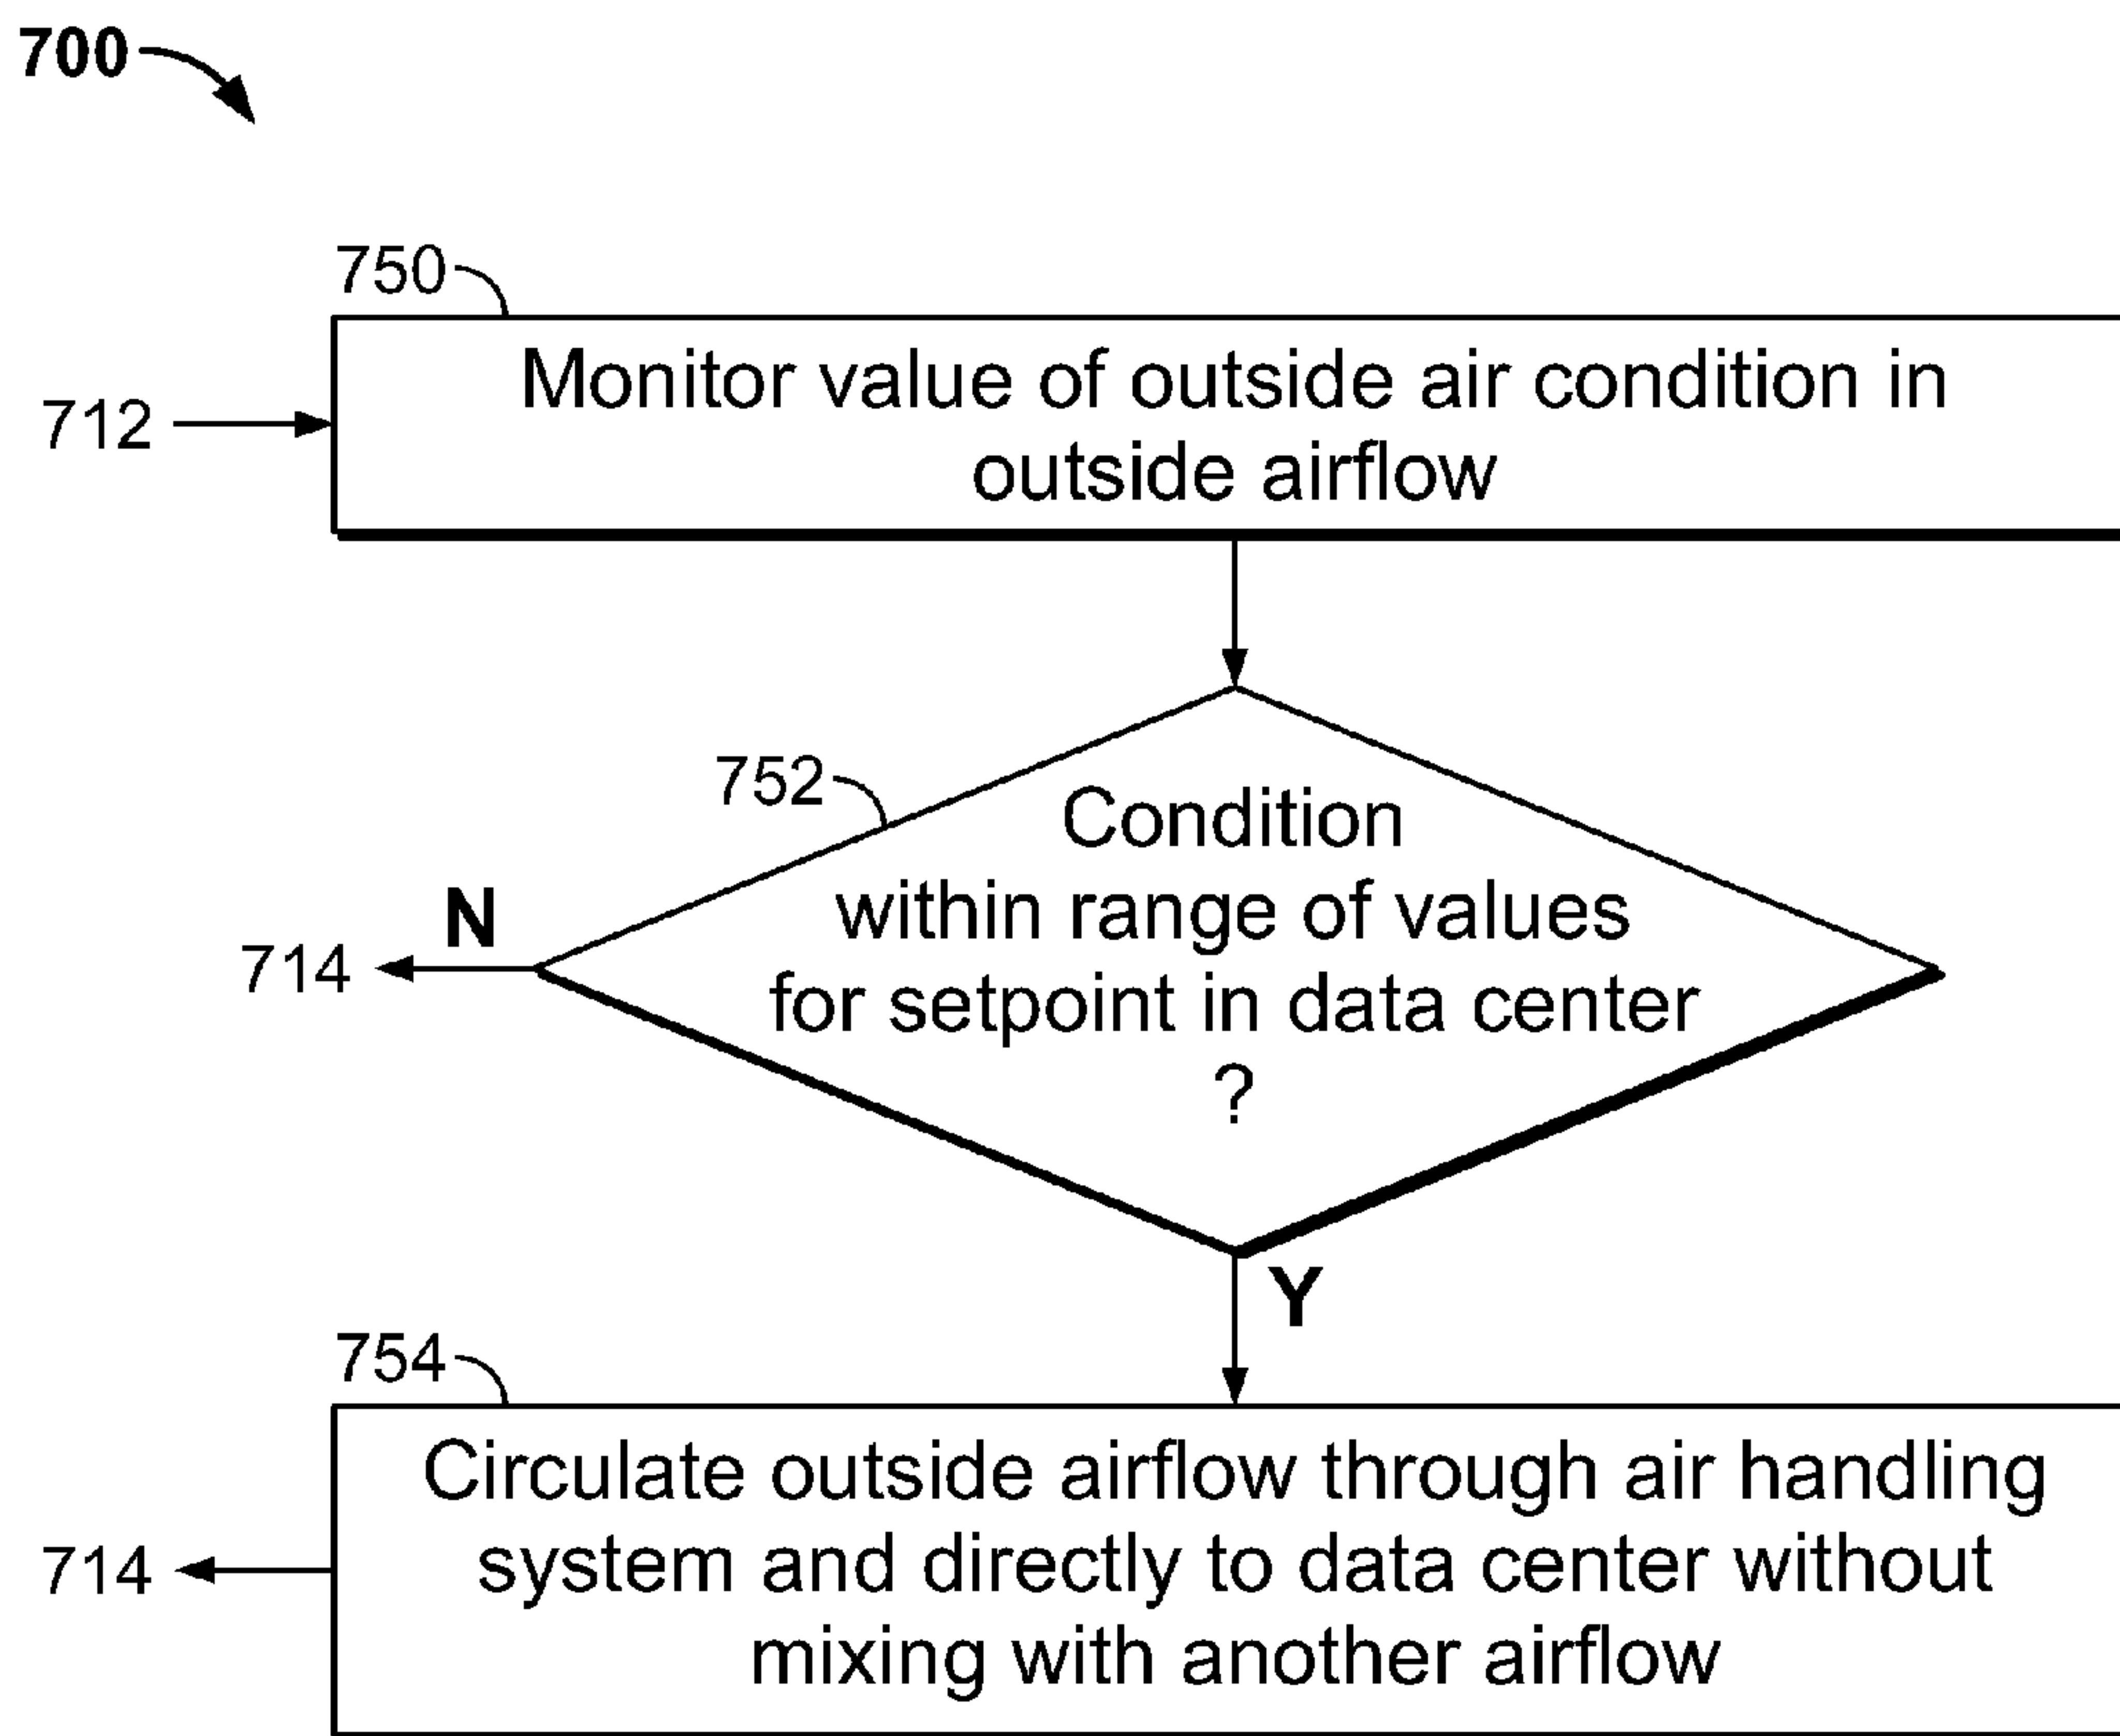 700
750
712
Monitor value of outside air condition in
outside airflow
752
Condition
within range of values
for setpoint in data center
?
N
714
Y
754
Circulate outside airflow through air handling
system and directly to data center without
mixing with another airflow
714